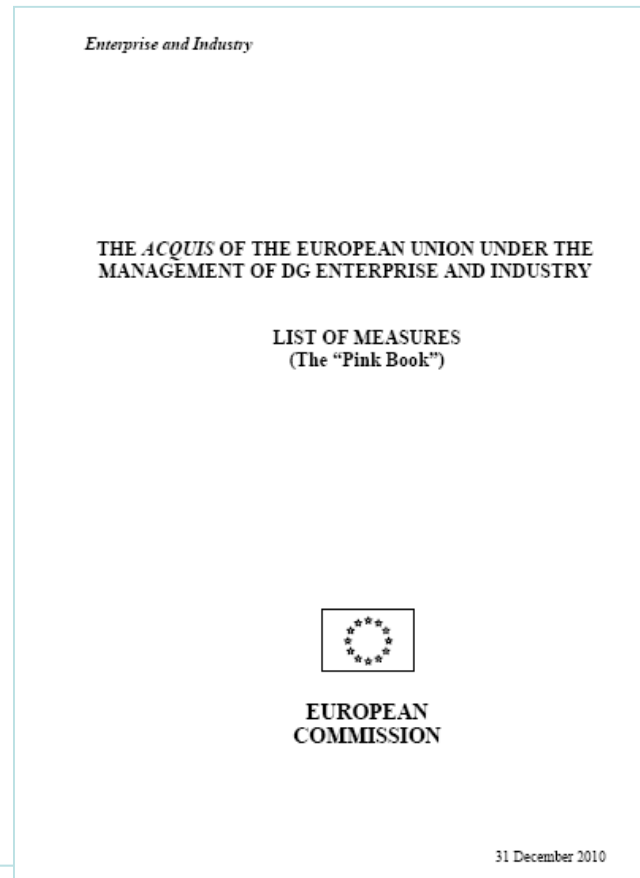 Enterprise and Industry
THE ACQUIS OF THE EUROPEAN UNION UNDER THE
MANAGEMENT OF DG ENTERPRISE AND INDUSTRY
LIST OF MEASURES
(The “Pink Book”)
EUROPEAN
COMMISSION
31 December 2010